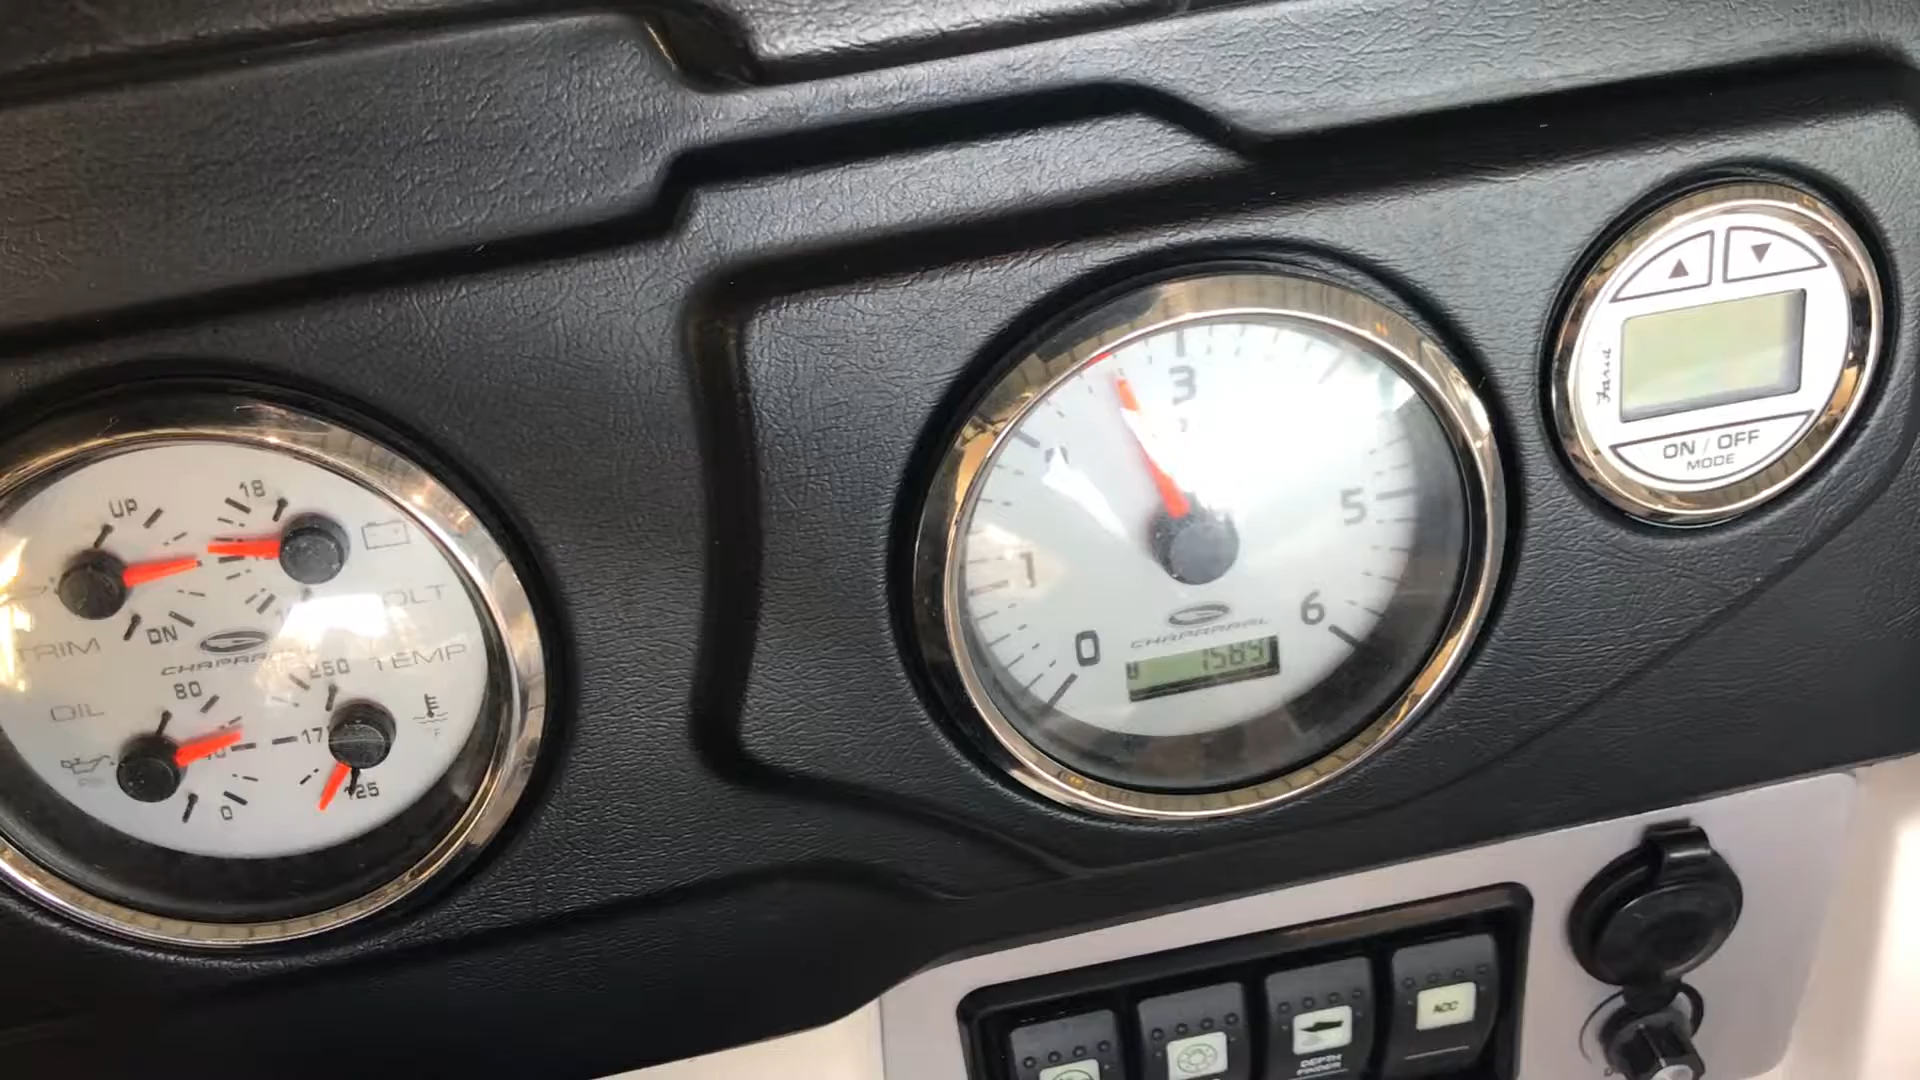 UP
18
TRIM
DN
VOLT
CHAPARRAL
TEMP
250
80
OIL
40
125
0
°F
3
5
1
6
0
CHAPARRAL
1589
▲ ▼
Faria
ON / OFF
MODE
DEPTH
FINDER
ACC